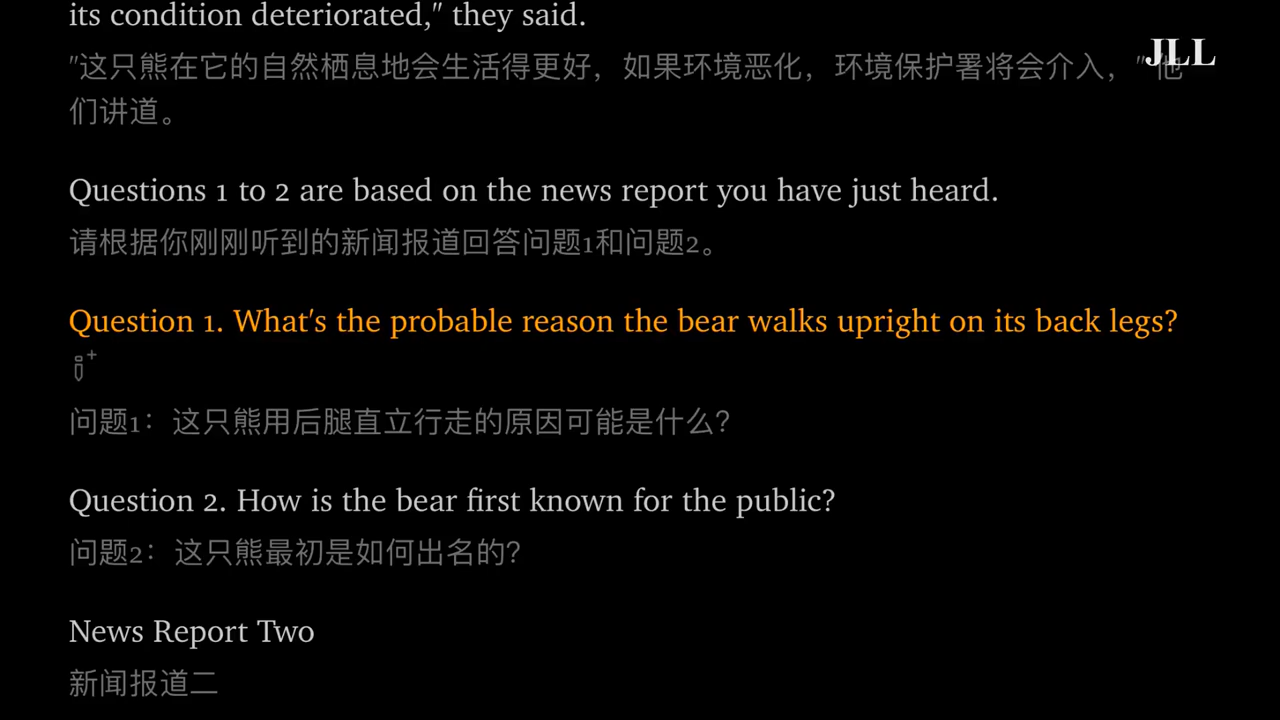 its condition deteriorated," they said.
"这只熊在它的自然栖息地会生活得更好，如果环境恶化，环境保护署将会介入，"他
们讲道。
JLL
Questions 1 to 2 are based on the news report you have just heard.
请根据你刚刚听到的新闻报道回答问题1和问题2。
Question 1. What's the probable reason the bear walks upright on its back legs?
问题1：这只熊用后腿直立行走的原因可能是什么？
Question 2. How is the bear first known for the public?
问题2：这只熊最初是如何出名的？
News Report Two
新闻报道二